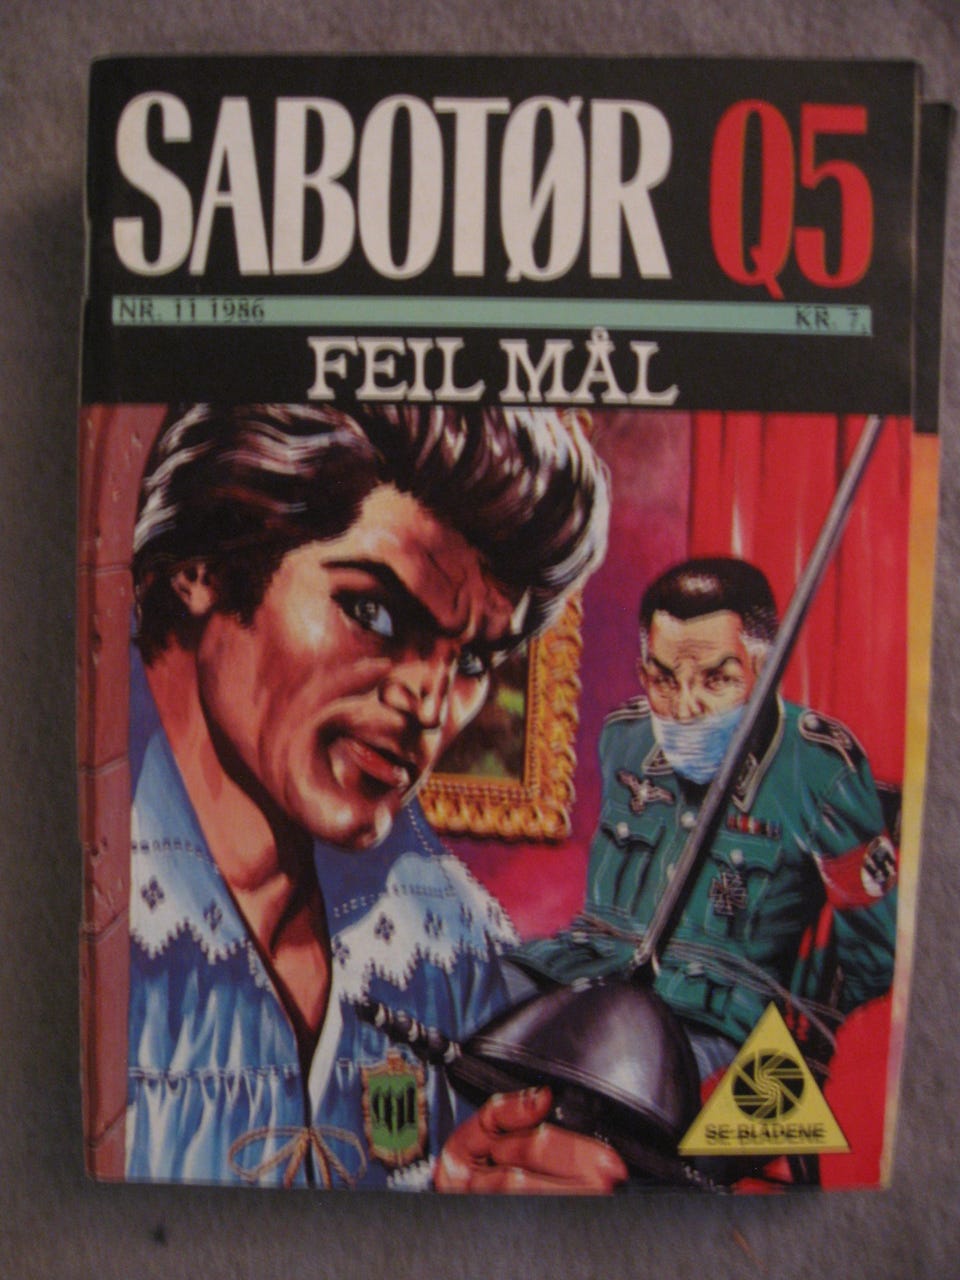 SABOTØR Q5
NR. 11 1986 KR. 7,
FEIL MÅL
SE-BLADENE